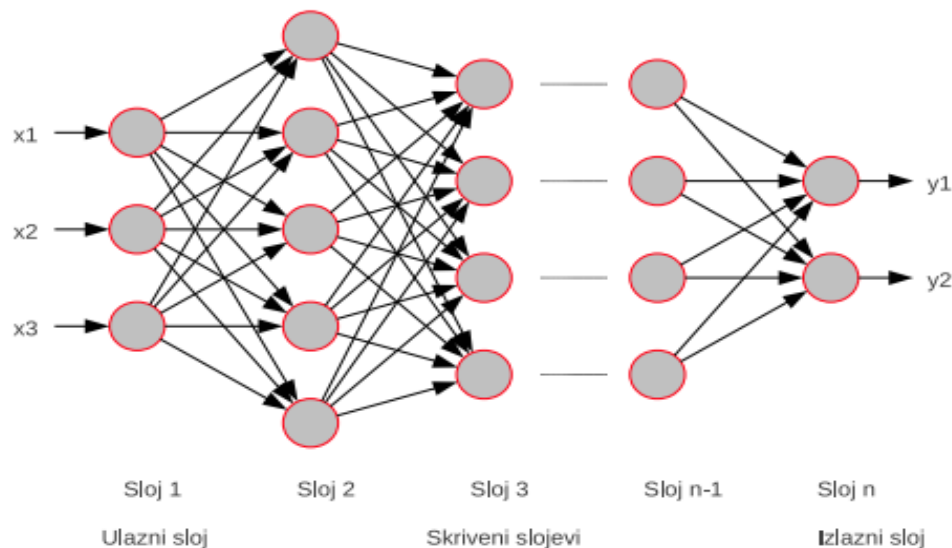 x1
x2
x3
y1
y2
Sloj 1 Sloj 2 Sloj 3 Sloj n-1 Sloj n
Ulazni sloj Skriveni slojevi Izlazni sloj